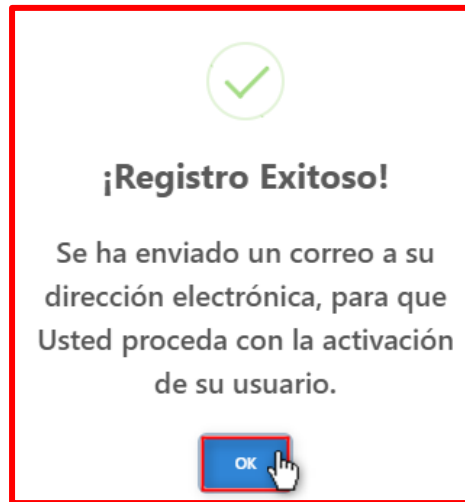 ¡Registro Exitoso!
Se ha enviado un correo a su
dirección electrónica, para que
Usted proceda con la activación
de su usuario.
OK